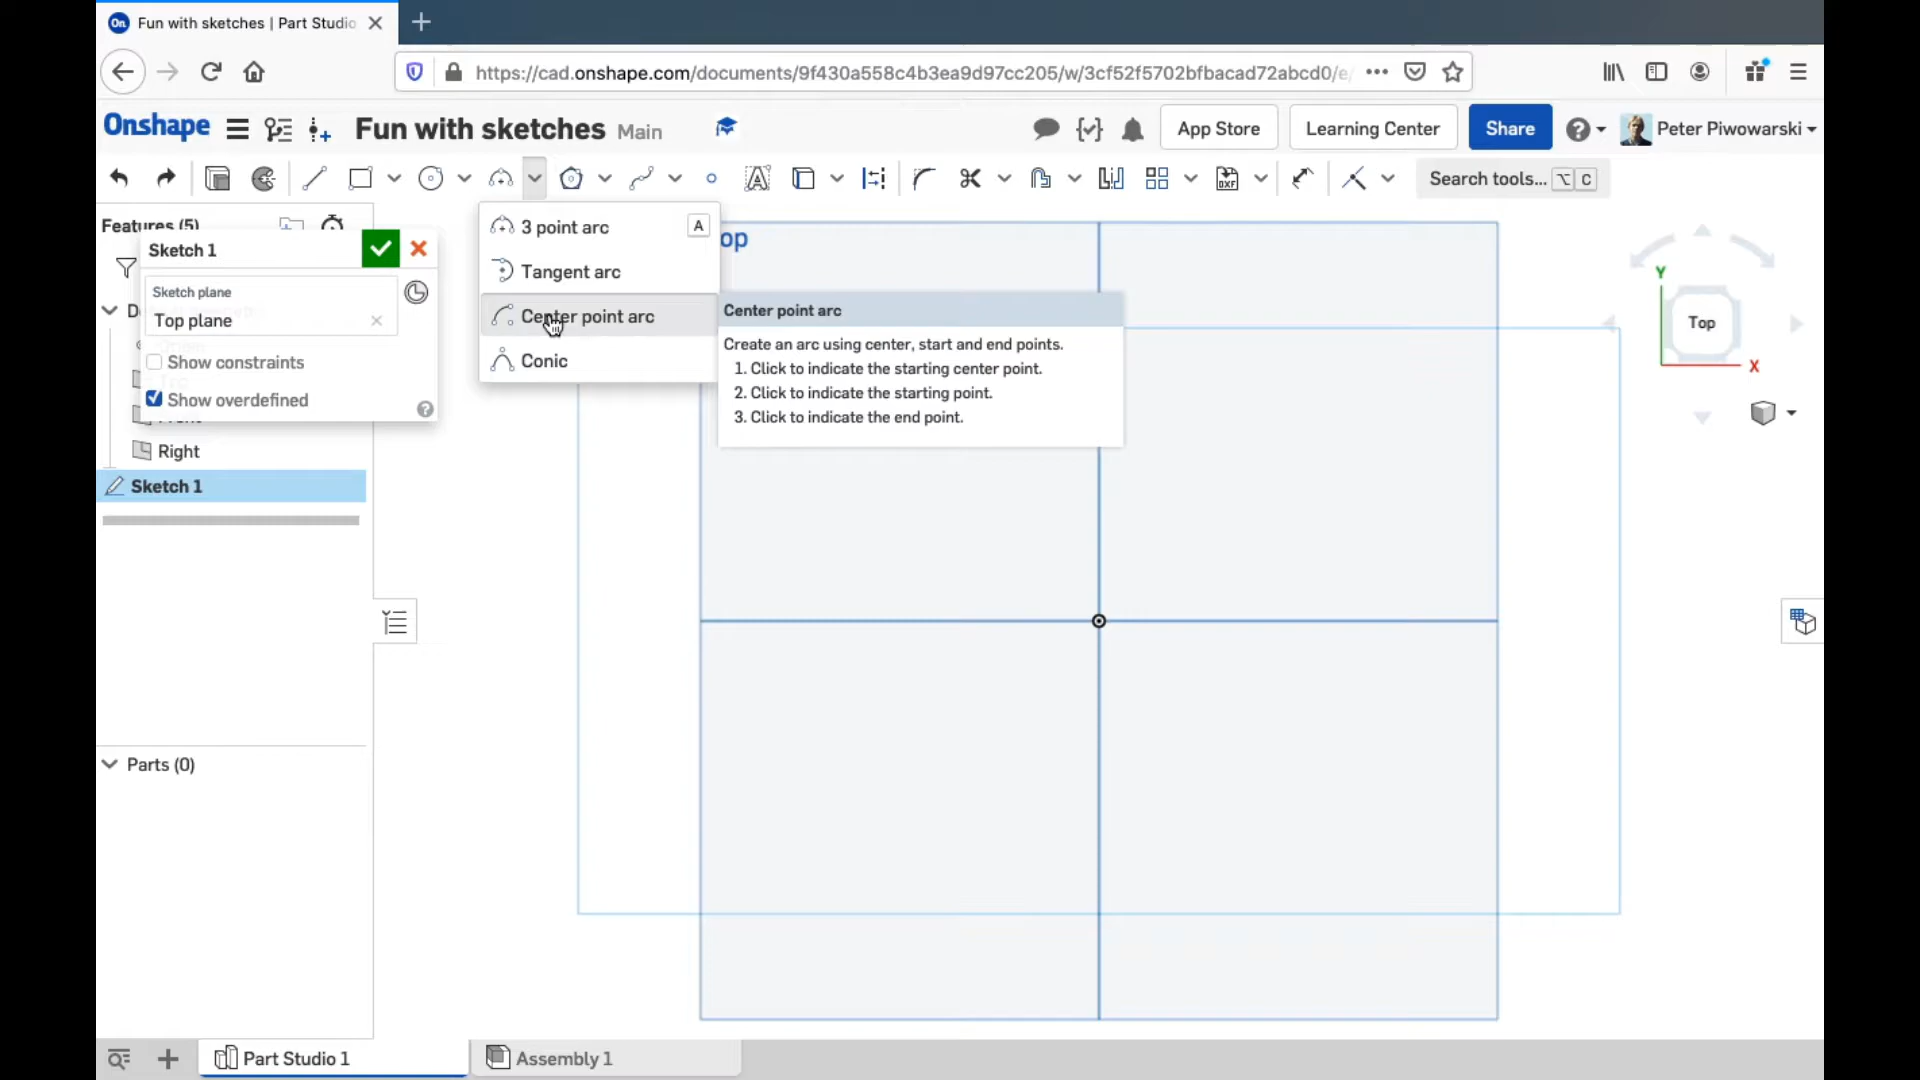 On Fun with sketches | Part Studio
https://cad.onshape.com/documents/9f430a558c4b3ea9d97cc205/w/3cf52f5702bfbacad72abcd0/e/
Onshape
Fun with sketches Main
App Store
Learning Center
Share
Peter Piwowarski
DXF
Search tools... ⌥ C
Features (5)
Sketch 1
Sketch plane
Top plane
Show constraints
Show overdefined
Right
Sketch 1
Parts (0)
3 point arc A
Tangent arc
Center point arc
Conic
Center point arc
Create an arc using center, start and end points.
1. Click to indicate the starting center point.
2. Click to indicate the starting point.
3. Click to indicate the end point.
op
Y
Top
X
Part Studio 1
Assembly 1